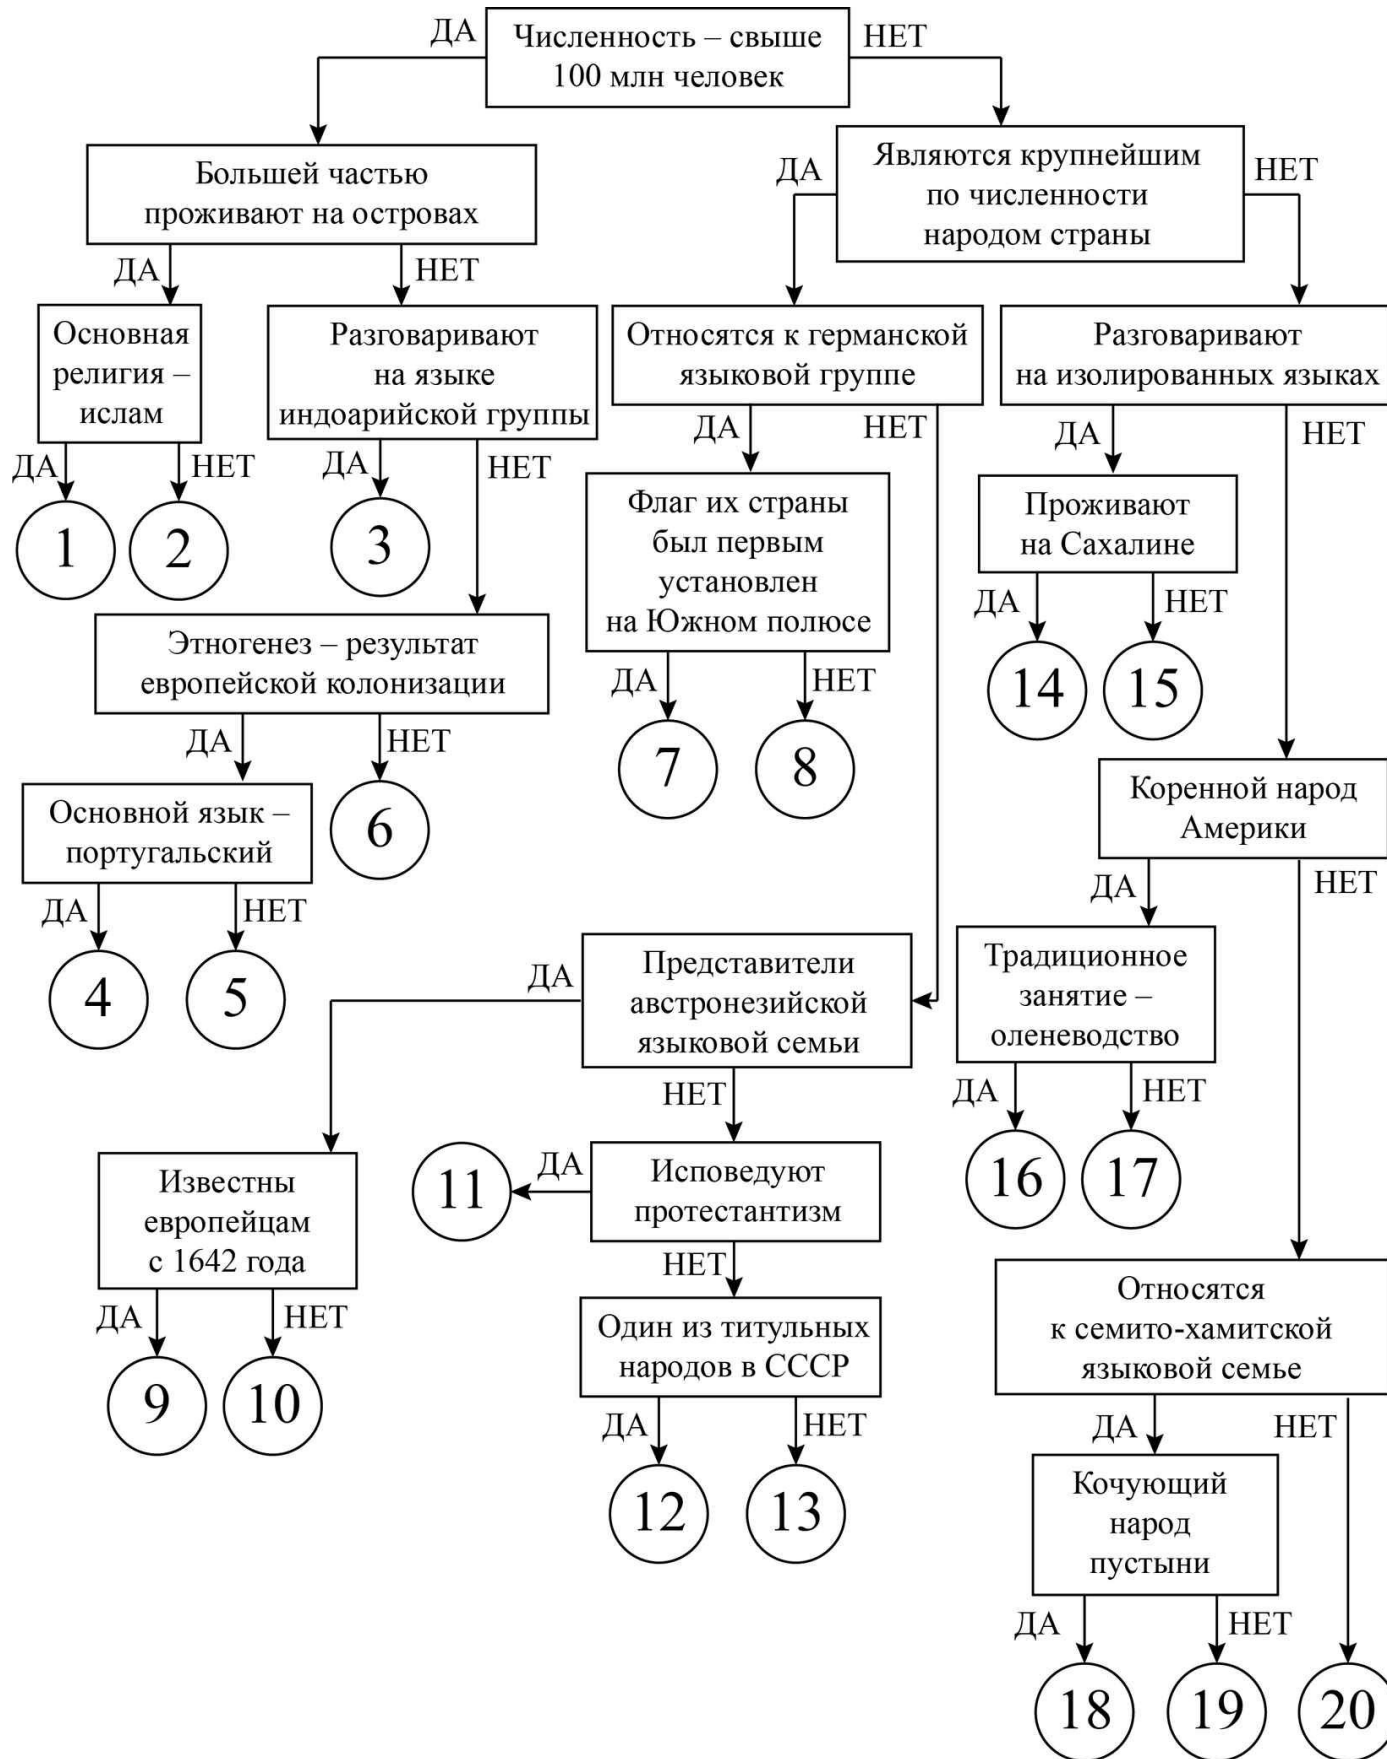 Численность – свыше
100 млн человек
ДА
НЕТ
Большей частью
проживают на островах
Являются крупнейшим
по численности
народом страны
ДА
НЕТ
ДА
НЕТ
Основная
религия –
ислам
Разговаривают
на языке
индоарийской группы
Относятся к германской
языковой группе
Разговаривают
на изолированных языках
ДА
НЕТ
ДА
НЕТ
ДА
НЕТ
ДА
НЕТ
1
2
3
Флаг их страны
был первым
установлен
на Южном полюсе
Проживают
на Сахалине
ДА
НЕТ
Этногенез – результат
европейской колонизации
ДА
НЕТ
14
15
ДА
НЕТ
7
8
Основной язык –
португальский
6
Коренной народ
Америки
ДА
НЕТ
4
5
ДА
НЕТ
Представители
австронезийской
языковой семьи
Традиционное
занятие –
оленеводство
ДА
НЕТ
ДА
НЕТ
16
17
Известны
европейцам
с 1642 года
11
ДА
Исповедуют
протестантизм
НЕТ
ДА
НЕТ
9
10
Один из титульных
народов в СССР
ДА
НЕТ
12
13
Относятся
к семито-хамитской
языковой семье
ДА
НЕТ
Кочующий
народ
пустыни
ДА
НЕТ
18
19
20